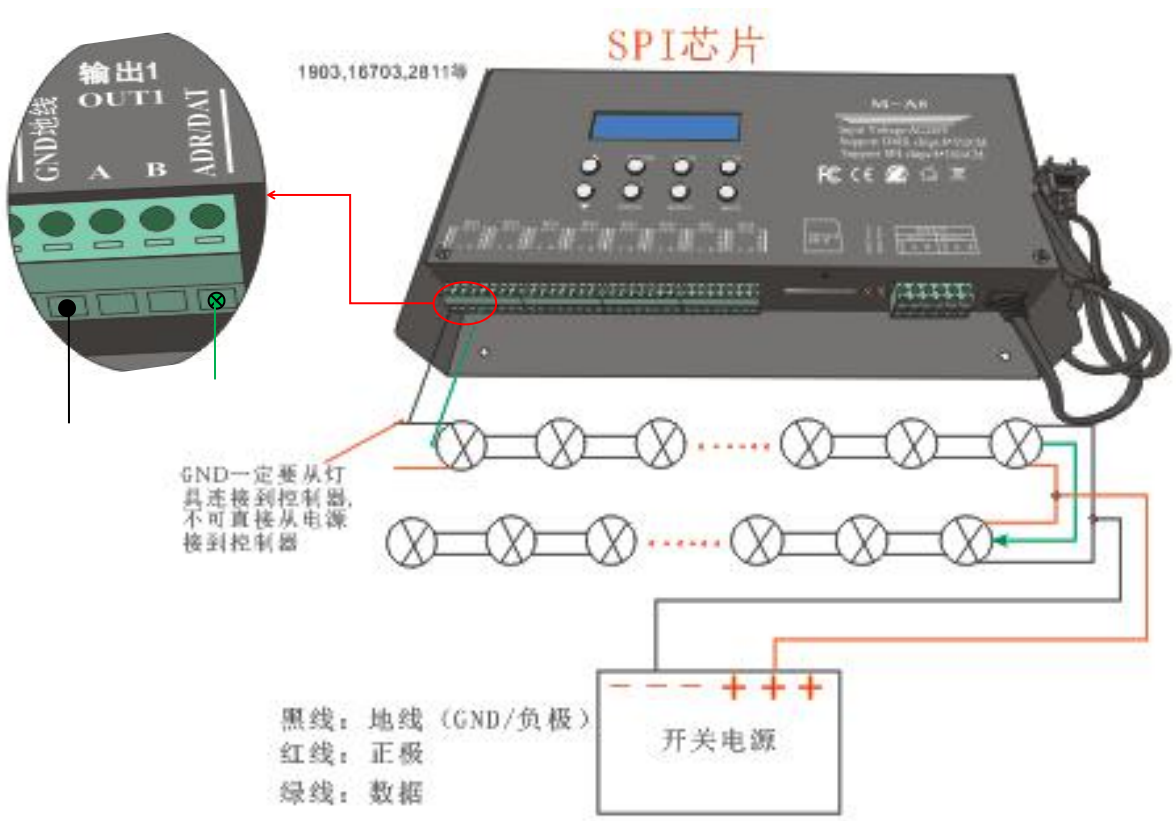 SPI芯片
1903,16703,2811等
输出1
OUT1
GND地线
A
B
ADR/DAT
M-A8
FC CE
GND一定要从灯
具连接到控制器,
不可直接从电源
接到控制器
- - - + + +
开关电源
黑线：地线（GND/负极）
红线：正极
绿线：数据